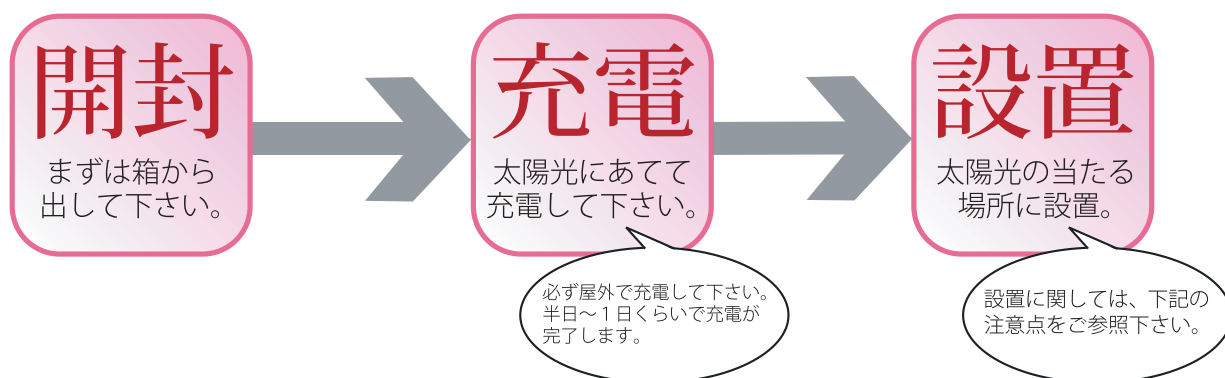 開封
まずは箱から
出して下さい。
充電
太陽光にあてて
充電して下さい。
必ず屋外で充電して下さい。
半日～１日くらいで充電が
完了します。
設置
太陽光の当たる
場所に設置。
設置に関しては、下記の
注意点をご参照下さい。